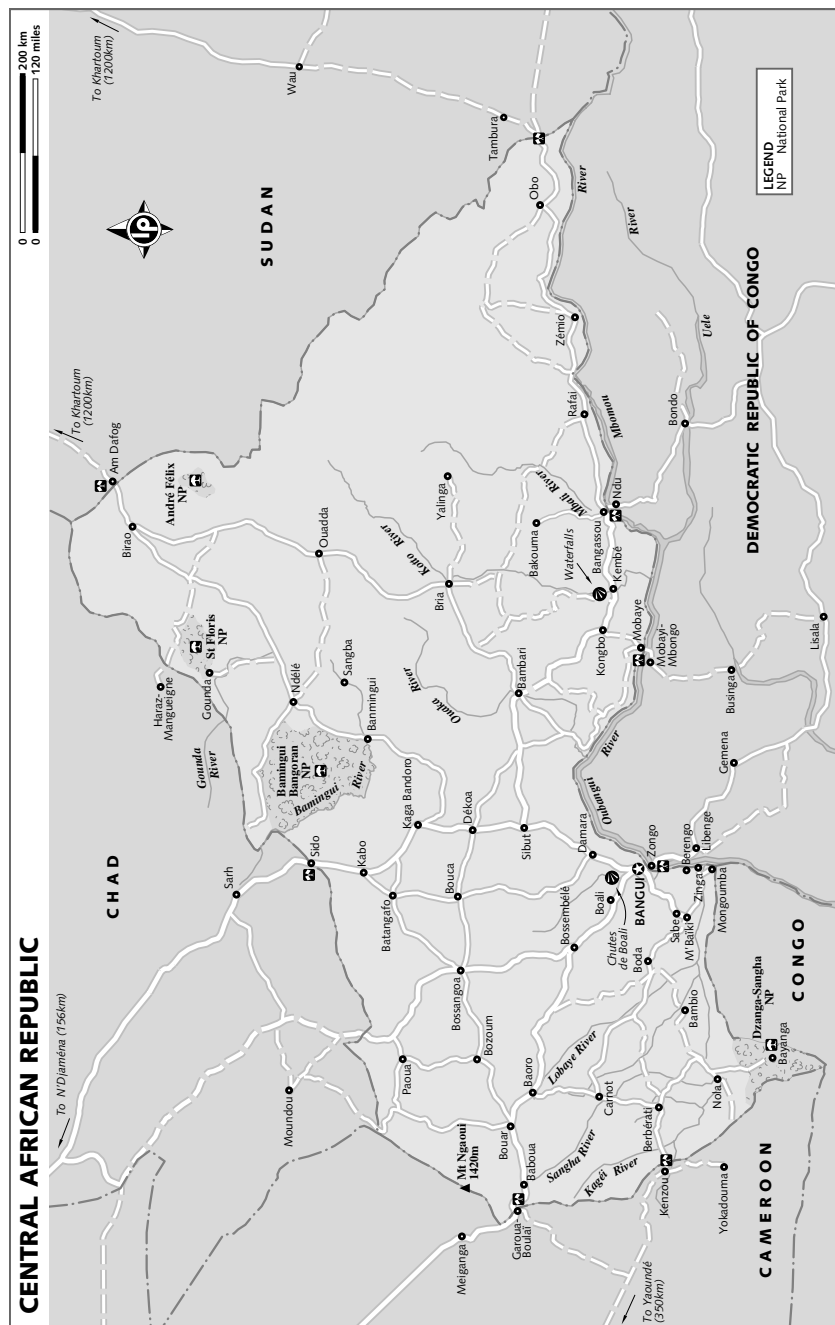 CENTRAL AFRICAN REPUBLIC
0
200 km
0
120 miles
To N'Djaména (156km)
To Khartoum
(1200km)
To Khartoum
(1200km)
CHAD
SUDAN
lp
Wau
Tambura
Am Dafog
Birao
André Félix
NP
Haraz-
Mangueigne
St Floris
NP
Gounda
Gounda
River
Ouadda
Ndélé
Sangba
Bamingui
Bangoran
NP
Bamingui
River
Banmingui
Sarh
Sido
Kabo
Kaga Bandoro
Moundou
Batangafo
Paoua
Bouca
Dékoa
Bossangoa
Bozoum
Mt Ngaoui
1420m
Meiganga
Garoua-
Boulaï
Baboua
Bouar
Baoro
Bossembélé
Sibut
Damara
Bambari
Ouaka
River
Kotto River
Bria
Yalinga
Bakouma
Mbali River
Waterfalls
Bangassou
Ndu
Kembé
Kongbo
Mobaye
Mobayi-
Mbongo
Rafai
Zémio
Obo
Mbomou
River
Uele
River
Bondo
Oubangui
River
Boali
Chutes
de Boali
BANGUI
Zongo
Berengo
Libenge
Zinga
Mongoumba
Sabe
M'Baïki
Boda
Bambio
Lobaye River
Carnot
Sangha River
Kagéi River
Berbérati
Kenzou
Yokadouma
Nola
Dzanga-Sangha
NP
Bayanga
Gemena
Businga
Lisala
To Yaoundé
(350km)
CAMEROON
CONGO
DEMOCRATIC REPUBLIC OF CONGO
LEGEND
NP National Park